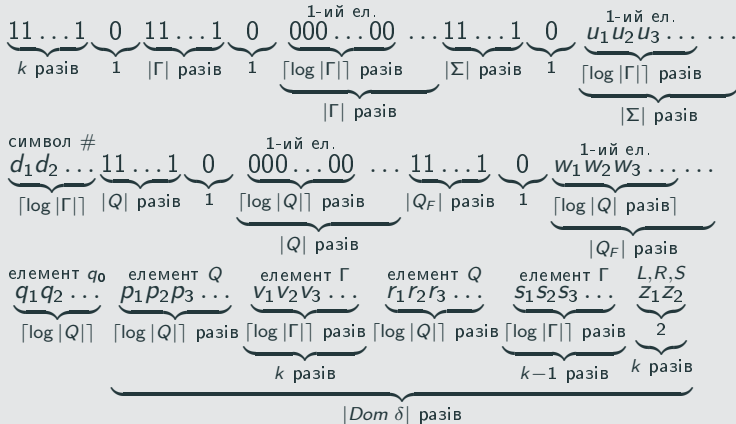 1-ий ел. 1-ий ел.
11 … 1 0 11 … 1 0 000 … 00 … 11 … 1 0 u₁u₂u₃ … …
k разів 1 |Γ| разів 1 ⌈log |Γ|⌉ разів |Σ| разів 1 ⌈log |Γ|⌉ разів
|Γ| разів |Σ| разів
символ # 1-ий ел. 1-ий ел.
d₁d₂ … 11 … 1 0 000 … 00 … 11 … 1 0 w₁w₂w₃ … …
⌈log |Γ|⌉ |Q| разів 1 ⌈log |Q|⌉ разів |Q_F| разів 1 ⌈log |Q| разів⌉
|Q| разів |Q_F| разів
елемент q₀ елемент Q елемент Γ елемент Q елемент Γ L,R,S
q₁q₂ … p₁p₂p₃ … v₁v₂v₃ … r₁r₂r₃ … s₁s₂s₃ … z₁z₂
⌈log |Q|⌉ ⌈log |Q|⌉ разів ⌈log |Γ|⌉ разів ⌈log |Q|⌉ разів ⌈log |Γ|⌉ разів 2
k разів k−1 разів k разів
|Dom δ| разів